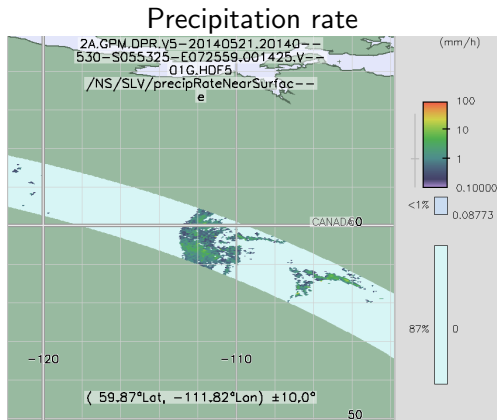 Precipitation rate
2A.GPM.DPR.V5-20140521.20140--
530-S055325-E072559.001425.V--
01G.HDF5
/NS/SLV/precipRateNearSurfac--
e
(mm/h)
100
10
1
0.10000
<1%
0.08773
CANADA
60
87%
0
-120
-110
( 59.87°Lat, -111.82°Lon) ±10.0°
50